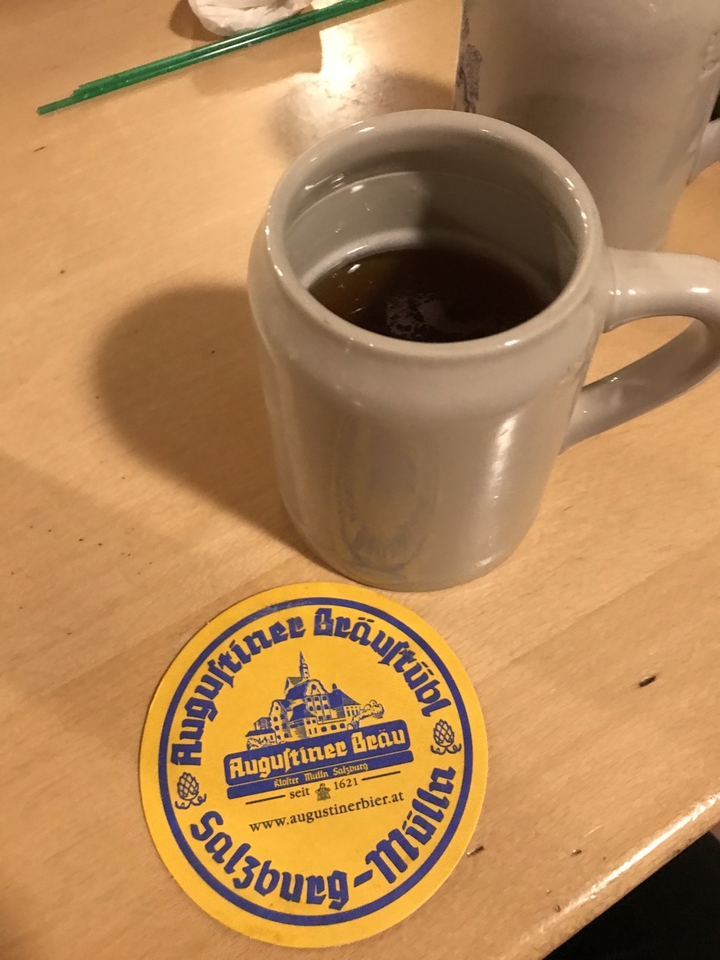 Augustiner Bräustübl
Augustiner Bräu
Kloster Mülln Salzburg
seit 1621
www.augustinerbier.at
Salzburg-Mülln